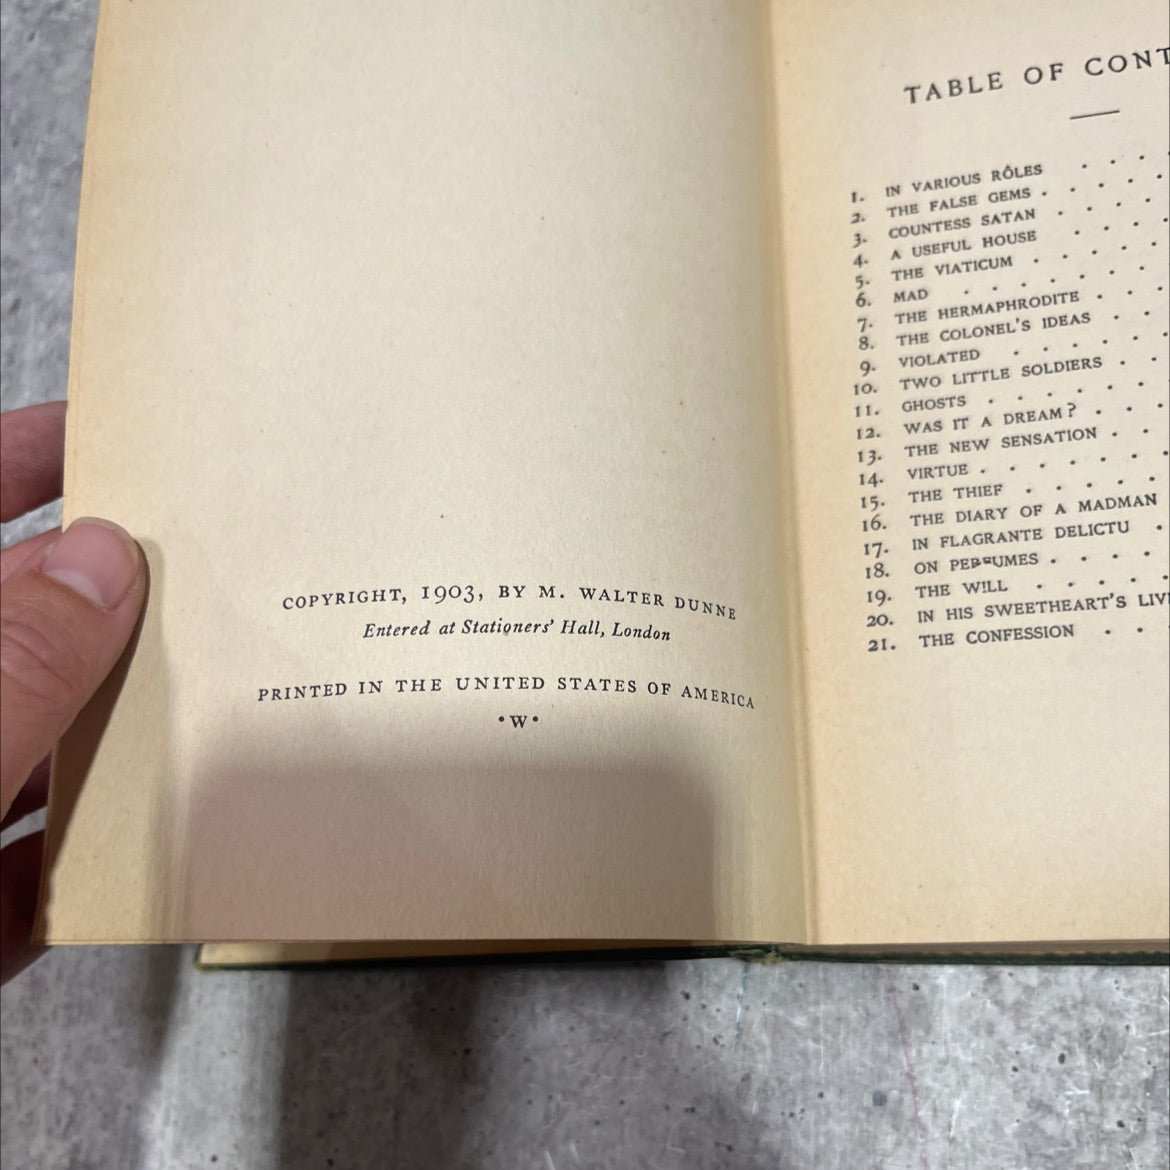 COPYRIGHT, 1903, BY M. WALTER DUNNE
Entered at Stationers' Hall, London
PRINTED IN THE UNITED STATES OF AMERICA
•W•
TABLE OF CONT
1. IN VARIOUS RÔLES
2. THE FALSE GEMS
3. COUNTESS SATAN
4. A USEFUL HOUSE
5. THE VIATICUM
6. MAD
7. THE HERMAPHRODITE
8. THE COLONEL'S IDEAS
9. VIOLATED
10. TWO LITTLE SOLDIERS
11. GHOSTS
12. WAS IT A DREAM?
13. THE NEW SENSATION
14. VIRTUE
15. THE THIEF
16. THE DIARY OF A MADMAN
17. IN FLAGRANTE DELICTU
18. ON PERFUMES
19. THE WILL
20. IN HIS SWEETHEART'S LIV
21. THE CONFESSION